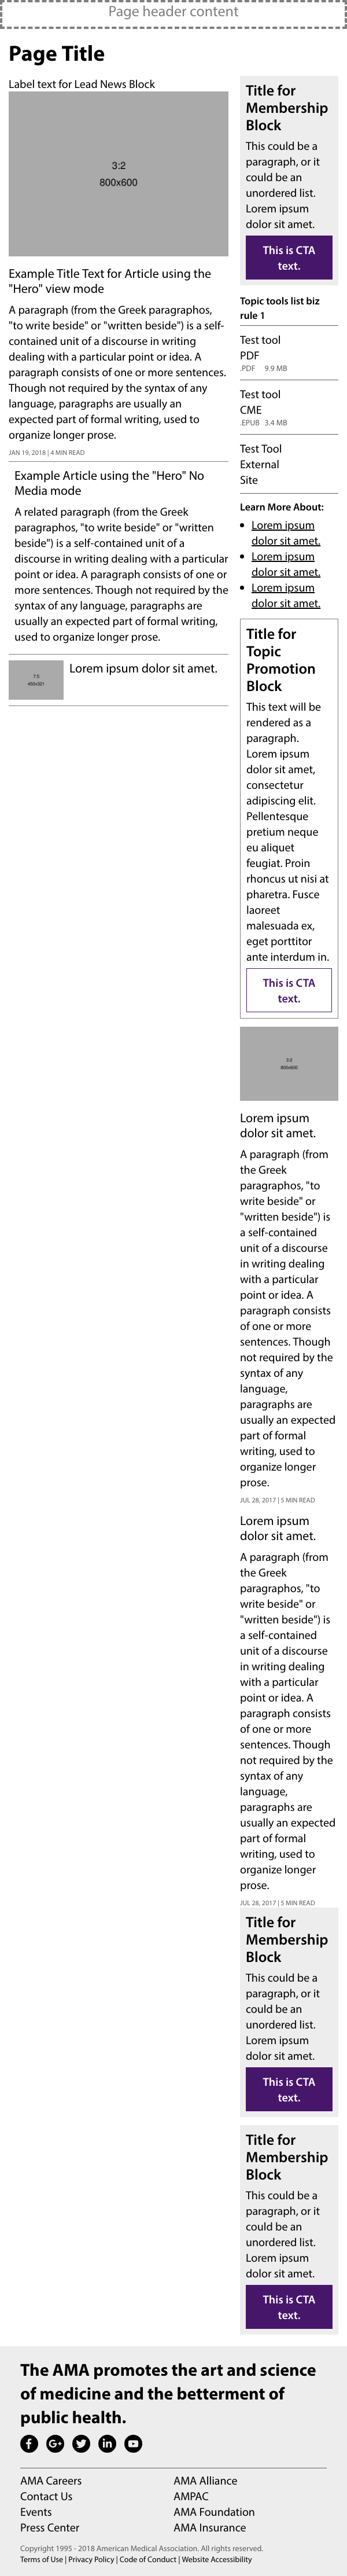 Page header content
Page Title
Label text for Lead News Block
3:2
800x600
Example Title Text for Article using the
"Hero" view mode
A paragraph (from the Greek paragraphos,
"to write beside" or "written beside") is a self-
contained unit of a discourse in writing
dealing with a particular point or idea. A
paragraph consists of one or more sentences.
Though not required by the syntax of any
language, paragraphs are usually an
expected part of formal writing, used to
organize longer prose.
JAN 19, 2018 | 4 MIN READ
Example Article using the "Hero" No
Media mode
A related paragraph (from the Greek
paragraphos, "to write beside" or "written
beside") is a self-contained unit of a
discourse in writing dealing with a particular
point or idea. A paragraph consists of one or
more sentences. Though not required by the
syntax of any language, paragraphs are
usually an expected part of formal writing,
used to organize longer prose.
7:5
450x321
Lorem ipsum dolor sit amet.
Title for
Membership
Block
This could be a
paragraph, or it
could be an
unordered list.
Lorem ipsum
dolor sit amet.
This is CTA
text.
Topic tools list biz
rule 1
Test tool
PDF
.PDF 9.9 MB
Test tool
CME
.EPUB 3.4 MB
Test Tool
External
Site
Learn More About:
Lorem ipsum
dolor sit amet.
Lorem ipsum
dolor sit amet.
Lorem ipsum
dolor sit amet.
Title for
Topic
Promotion
Block
This text will be
rendered as a
paragraph.
Lorem ipsum
dolor sit amet,
consectetur
adipiscing elit.
Pellentesque
pretium neque
eu aliquet
feugiat. Proin
rhoncus ut nisi at
pharetra. Fusce
laoreet
malesuada ex,
eget porttitor
ante interdum in.
This is CTA
text.
3:2
800x600
Lorem ipsum
dolor sit amet.
A paragraph (from
the Greek
paragraphos, "to
write beside" or
"written beside") is
a self-contained
unit of a discourse
in writing dealing
with a particular
point or idea. A
paragraph consists
of one or more
sentences. Though
not required by the
syntax of any
language,
paragraphs are
usually an expected
part of formal
writing, used to
organize longer
prose.
JUL 28, 2017 | 5 MIN READ
Lorem ipsum
dolor sit amet.
A paragraph (from
the Greek
paragraphos, "to
write beside" or
"written beside") is
a self-contained
unit of a discourse
in writing dealing
with a particular
point or idea. A
paragraph consists
of one or more
sentences. Though
not required by the
syntax of any
language,
paragraphs are
usually an expected
part of formal
writing, used to
organize longer
prose.
JUL 28, 2017 | 5 MIN READ
Title for
Membership
Block
This could be a
paragraph, or it
could be an
unordered list.
Lorem ipsum
dolor sit amet.
This is CTA
text.
Title for
Membership
Block
This could be a
paragraph, or it
could be an
unordered list.
Lorem ipsum
dolor sit amet.
This is CTA
text.
The AMA promotes the art and science
of medicine and the betterment of
public health.
AMA Careers
Contact Us
Events
Press Center
AMA Alliance
AMPAC
AMA Foundation
AMA Insurance
Copyright 1995 - 2018 American Medical Association. All rights reserved.
Terms of Use | Privacy Policy | Code of Conduct | Website Accessibility